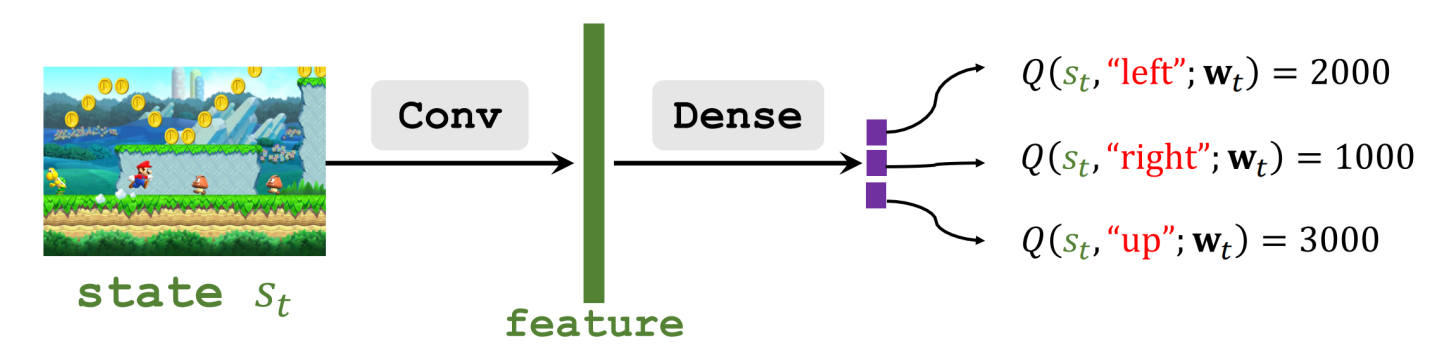 Conv
Dense
Q(s_t, “left”; w_t) = 2000
Q(s_t, “right”; w_t) = 1000
Q(s_t, “up”; w_t) = 3000
state s_t
feature